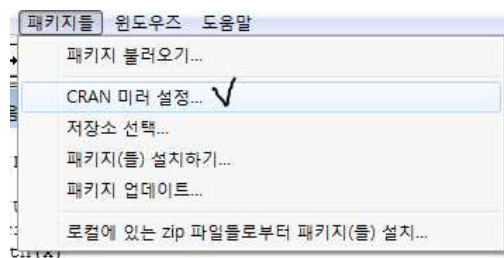 패키지들 윈도우즈 도움말
패키지 불러오기...
CRAN 미러 설정...
저장소 선택...
패키지(들) 설치하기...
패키지 업데이트...
로컬에 있는 zip 파일들로부터 패키지(들) 설치...